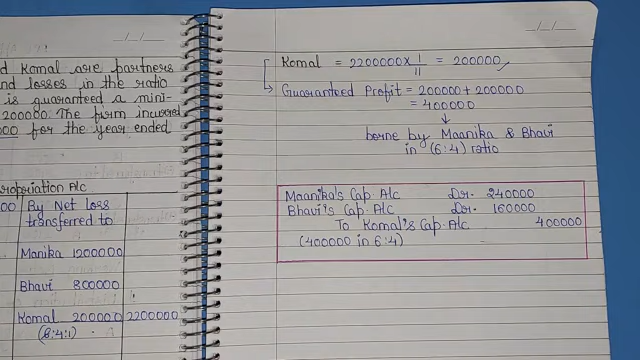 d Komal are partners
nd losses in the ratio
is guaranteed a mini-
200000. The firm incurred
000 for the year ended
ropriation A/c
00 By Net loss
transferred to
Manika 1200000
Bhavi 800000
Komal 200000 2200000
(6:4:1)
_/_/_
_/_/_
Komal = 2200000 × 1/11 = 200000
Guaranteed Profit = 200000 + 200000
= 400000
↓
borne by Maanika & Bhavi
in (6:4) ratio
Maanika's Cap. A/c Dr. 240000
Bhavi's Cap. A/c Dr. 160000
To Komal's Cap. A/c 400000
(400000 in 6:4)